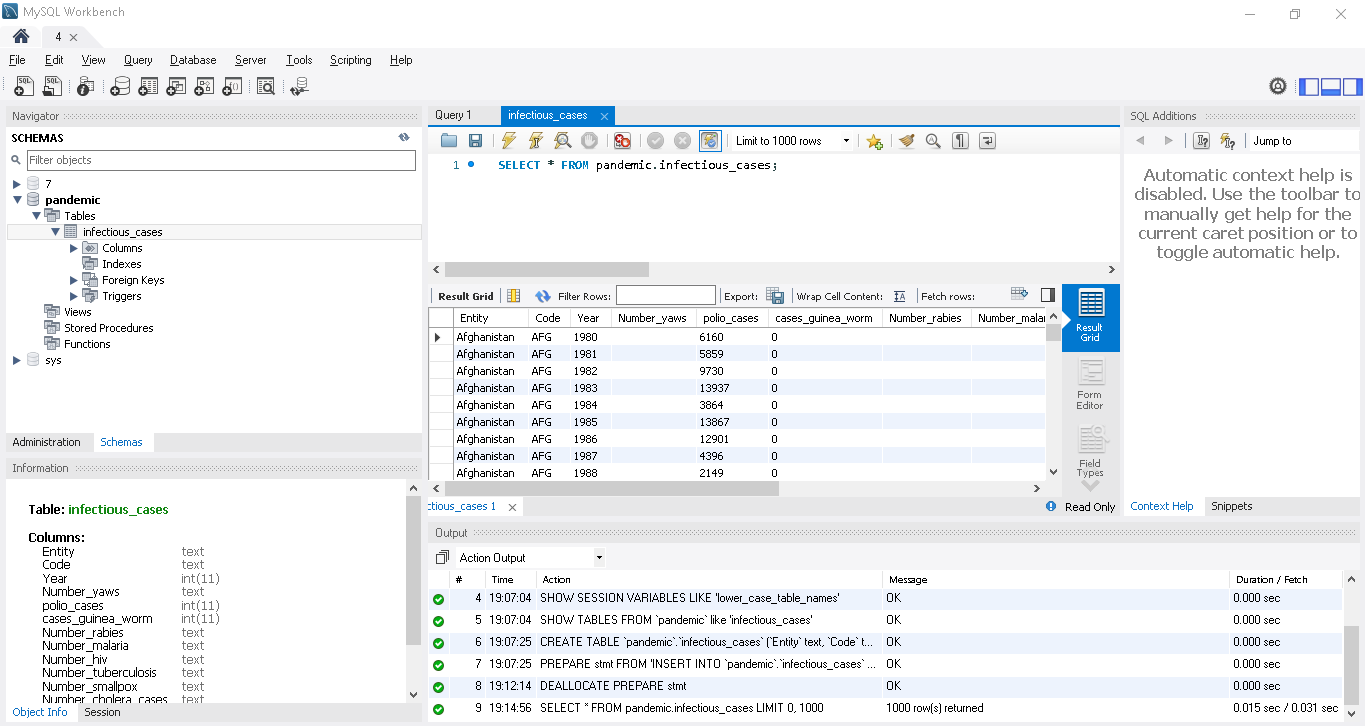 MySQL Workbench
4
File Edit View Query Database Server Tools Scripting Help
Navigator
SCHEMAS
Filter objects
7
pandemic
Tables
infectious_cases
Columns
Indexes
Foreign Keys
Triggers
Views
Stored Procedures
Functions
sys
Administration Schemas
Information
Table: infectious_cases
Columns:
Entity text
Code text
Year int(11)
Number_yaws text
polio_cases int(11)
cases_guinea_worm int(11)
Number_rabies text
Number_malaria text
Number_hiv text
Number_tuberculosis text
Number_smallpox text
Number_cholera_cases text
Object Info Session
Query 1 infectious_cases
Limit to 1000 rows
1 SELECT * FROM pandemic.infectious_cases;
Result Grid Filter Rows: Export: Wrap Cell Content: Fetch rows:
Entity Code Year Number_yaws polio_cases cases_guinea_worm Number_rabies Number_malar
Afghanistan AFG 1980 6160 0
Afghanistan AFG 1981 5859 0
Afghanistan AFG 1982 9730 0
Afghanistan AFG 1983 13937 0
Afghanistan AFG 1984 3864 0
Afghanistan AFG 1985 13867 0
Afghanistan AFG 1986 12901 0
Afghanistan AFG 1987 4396 0
Afghanistan AFG 1988 2149 0
Result
Grid
Form
Editor
Field
Types
ctious_cases 1
Read Only
Output
Action Output
# Time Action Message Duration / Fetch
4 19:07:04 SHOW SESSION VARIABLES LIKE 'lower_case_table_names' OK 0.000 sec
5 19:07:04 SHOW TABLES FROM `pandemic` like 'infectious_cases' OK 0.000 sec
6 19:07:25 CREATE TABLE `pandemic`.`infectious_cases` (`Entity` text, `Code` t... OK 0.000 sec
7 19:07:25 PREPARE stmt FROM 'INSERT INTO `pandemic`.`infectious_cases` ... OK 0.000 sec
8 19:12:14 DEALLOCATE PREPARE stmt OK 0.000 sec
9 19:14:56 SELECT * FROM pandemic.infectious_cases LIMIT 0, 1000 1000 row(s) returned 0.015 sec / 0.031 sec
SQL Additions
Jump to
Automatic context help is
disabled. Use the toolbar to
manually get help for the
current caret position or to
toggle automatic help.
Context Help Snippets